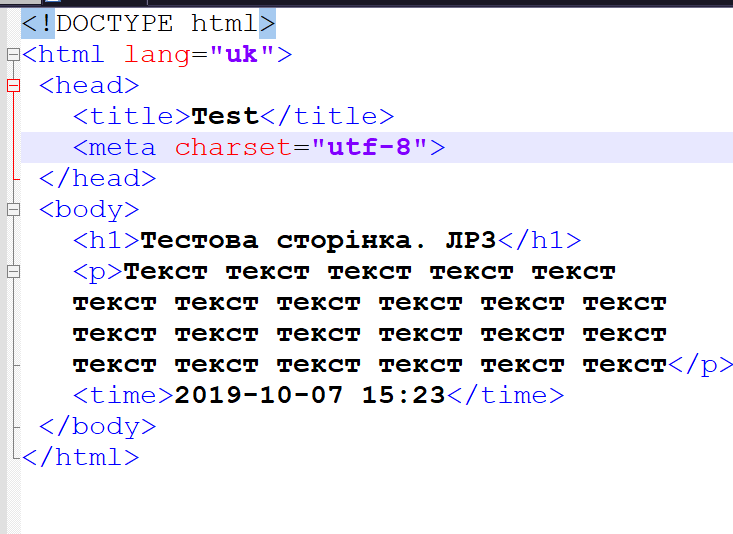 <!DOCTYPE html>
<html lang="uk">
<head>
<title>Test</title>
<meta charset="utf-8">
</head>
<body>
<h1>Тестова сторінка. ЛР3</h1>
<p>Текст текст текст текст текст
текст текст текст текст текст текст
текст текст текст текст текст текст
текст текст текст текст текст текст</p>
<time>2019-10-07 15:23</time>
</body>
</html>